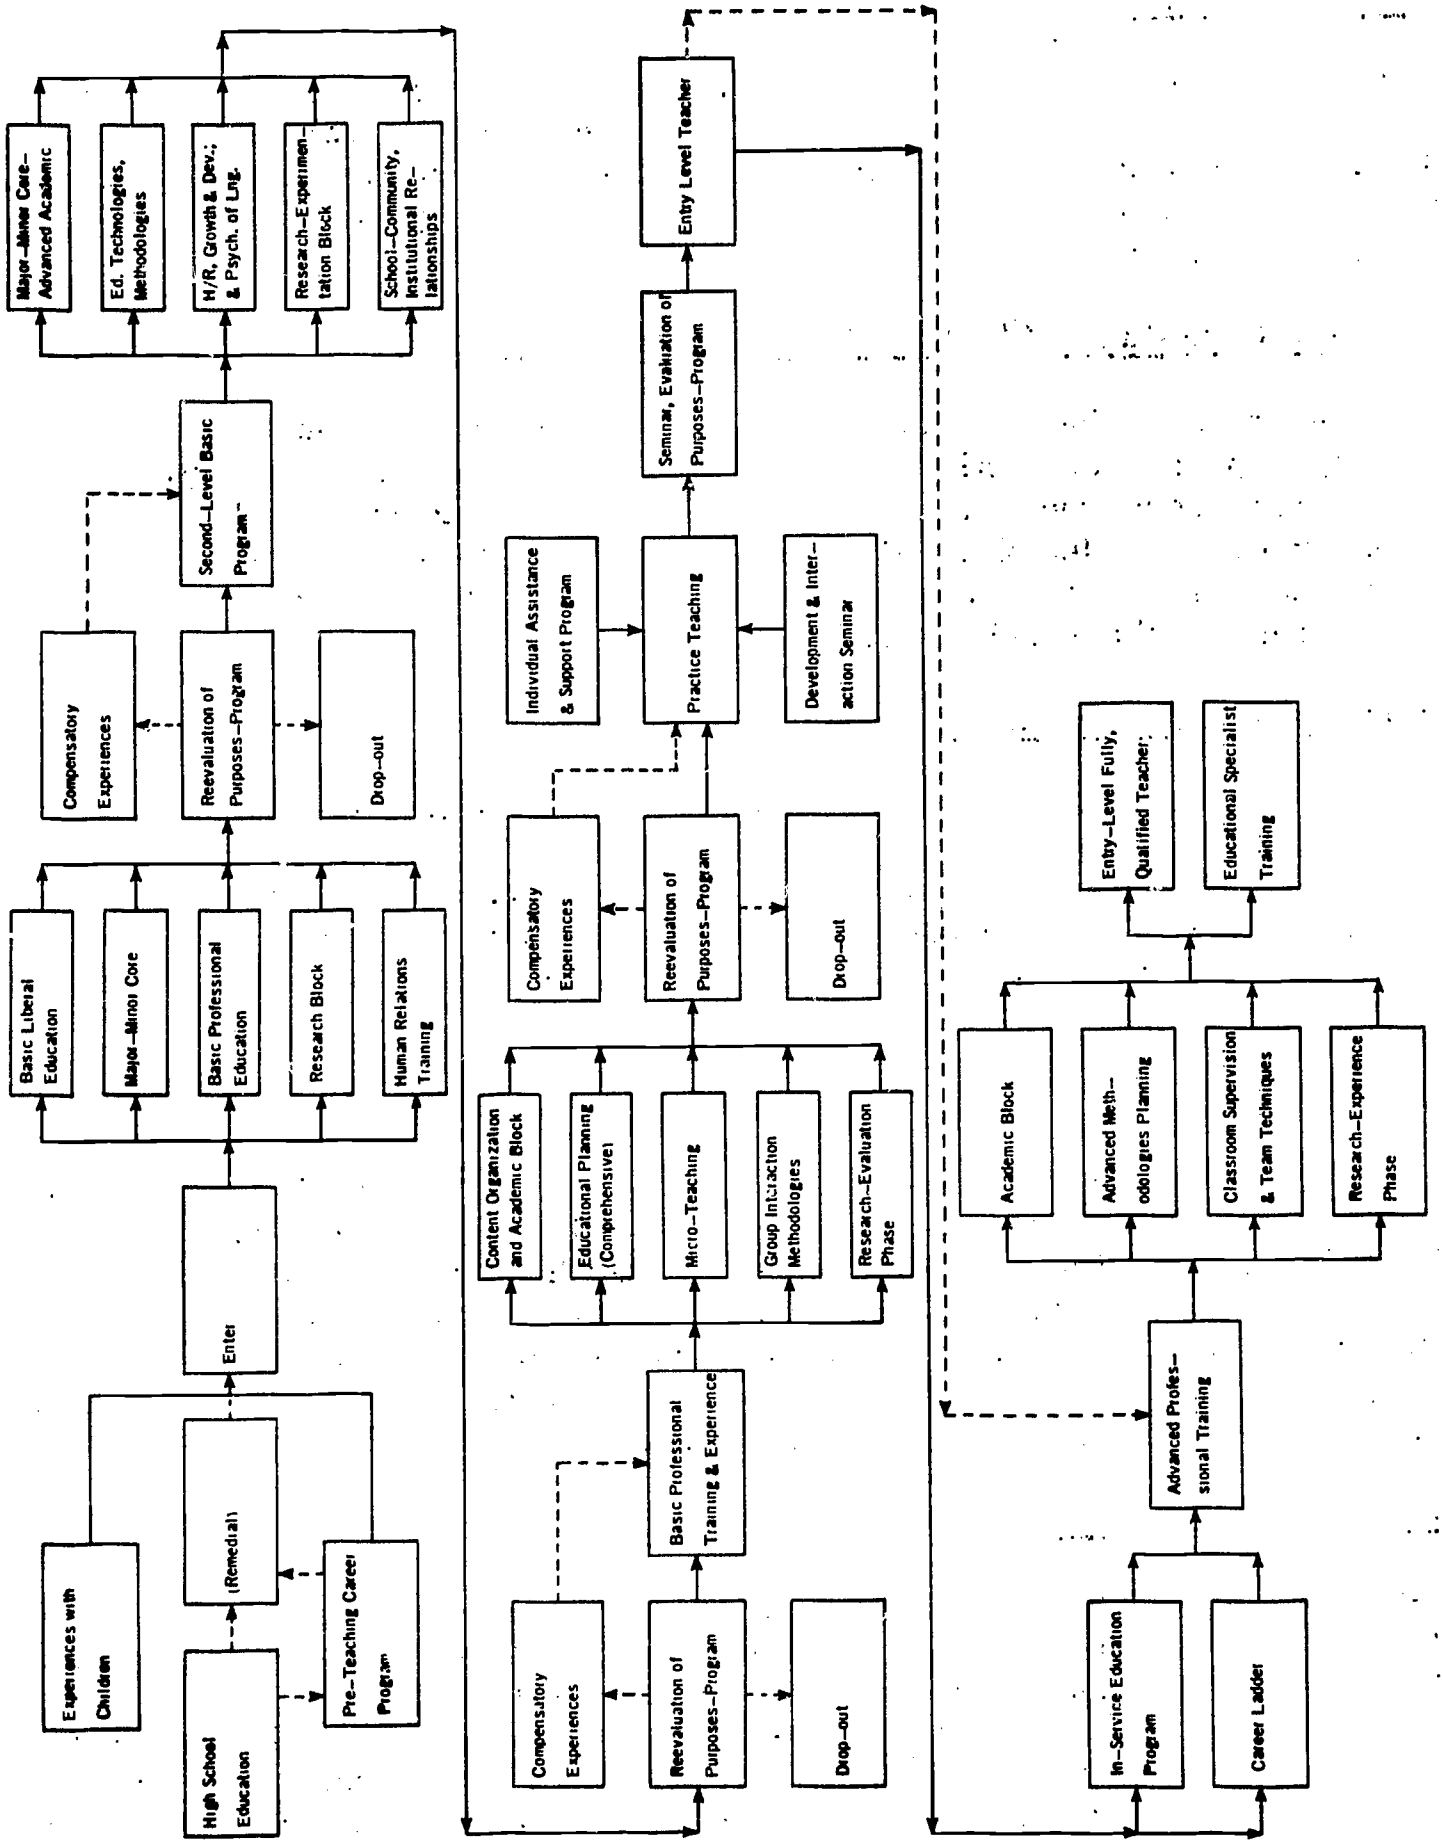 Experiences with
Children
High School
Education
(Remedial)
Pre-Teaching Career
Program
Enter
Basic Liberal
Education
Major-Minor Core
Basic Professional
Education
Research Block
Human Relations
Training
Compensatory
Experiences
Reevaluation of
Purposes-Program
Drop-out
Second-Level Basic
Program
Major-Minor Core-
Advanced Academic
Ed. Technologies,
Methodologies
H/R, Growth & Dev.;
& Psych. of Lng.
Research-Experimen-
tation Block
School-Community,
Institutional Re-
lationships
Compensatory
Experiences
Reevaluation of
Purposes-Program
Drop-out
Basic Professional
Training & Experience
Content Organization
and Academic Block
Educational Planning
(Comprehensive)
Micro-Teaching
Group Interaction
Methodologies
Research-Evaluation
Phase
Compensatory
Experiences
Reevaluation of
Purposes-Program
Drop-out
Individual Assistance
& Support Program
Practice Teaching
Development & Inter-
action Seminar
Seminar, Evaluation of
Purposes-Program
Entry Level Teacher
In-Service Education
Program
Career Ladder
Advanced Profes-
sional Training
Academic Block
Advanced Meth-
odologies Planning
Classroom Supervision
& Team Techniques
Research-Experience
Phase
Entry-Level Fully,
Qualified Teacher
Educational Specialist
Training